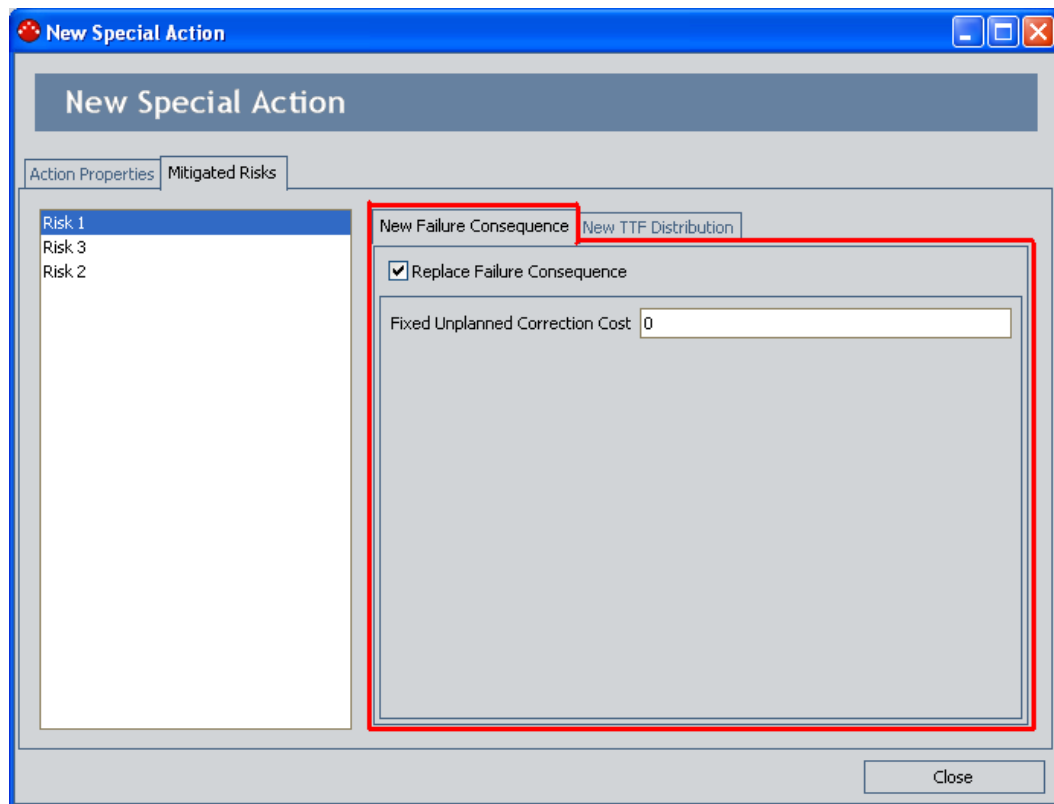 New Special Action
New Special Action
Action Properties Mitigated Risks
Risk 1
Risk 3
Risk 2
New Failure Consequence New TTF Distribution
Replace Failure Consequence
Fixed Unplanned Correction Cost 0
Close